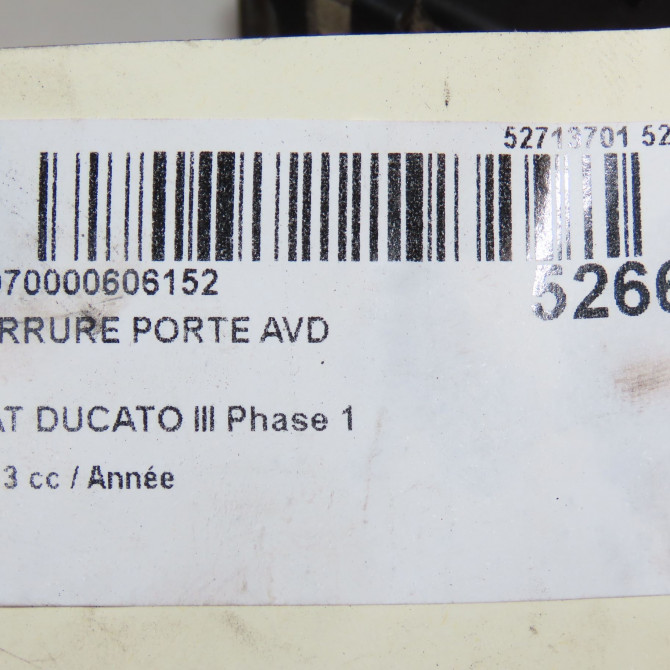 52713701 52
070000606152
5266
RRURE PORTE AVD
AT DUCATO III Phase 1
3 cc / Année